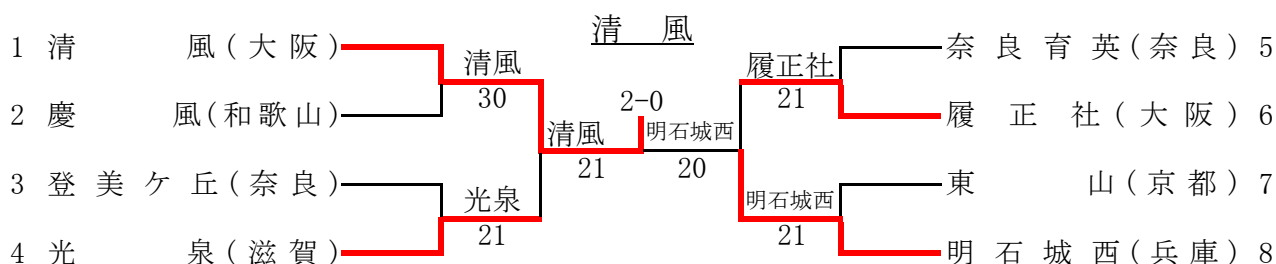 清 風
1 清 風(大阪)
清風
30
2 慶 風(和歌山)
清風
21
3 登美ケ丘(奈良)
光泉
21
4 光 泉(滋賀)
2-0
奈良育英(奈良) 5
履正社
21
履正社(大阪) 6
明石城西
20
東 山(京都) 7
明石城西
21
明石城西(兵庫) 8